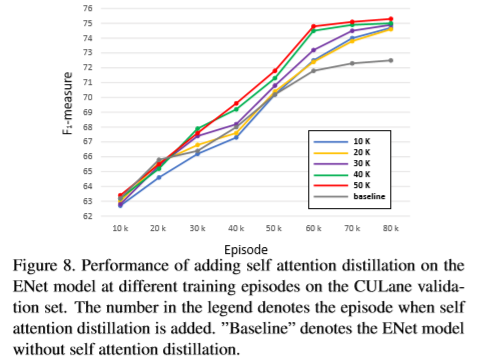 76
75
74
73
72
71
70
69
68
67
66
65
64
63
62
F₁-measure
10 K
20 K
30 K
40 K
50 K
baseline
10 k 20 k 30 k 40 k 50 k 60 k 70 k 80 k
Episode
Figure 8. Performance of adding self attention distillation on the
ENet model at different training episodes on the CULane valida-
tion set. The number in the legend denotes the episode when self
attention distillation is added. ”Baseline” denotes the ENet model
without self attention distillation.